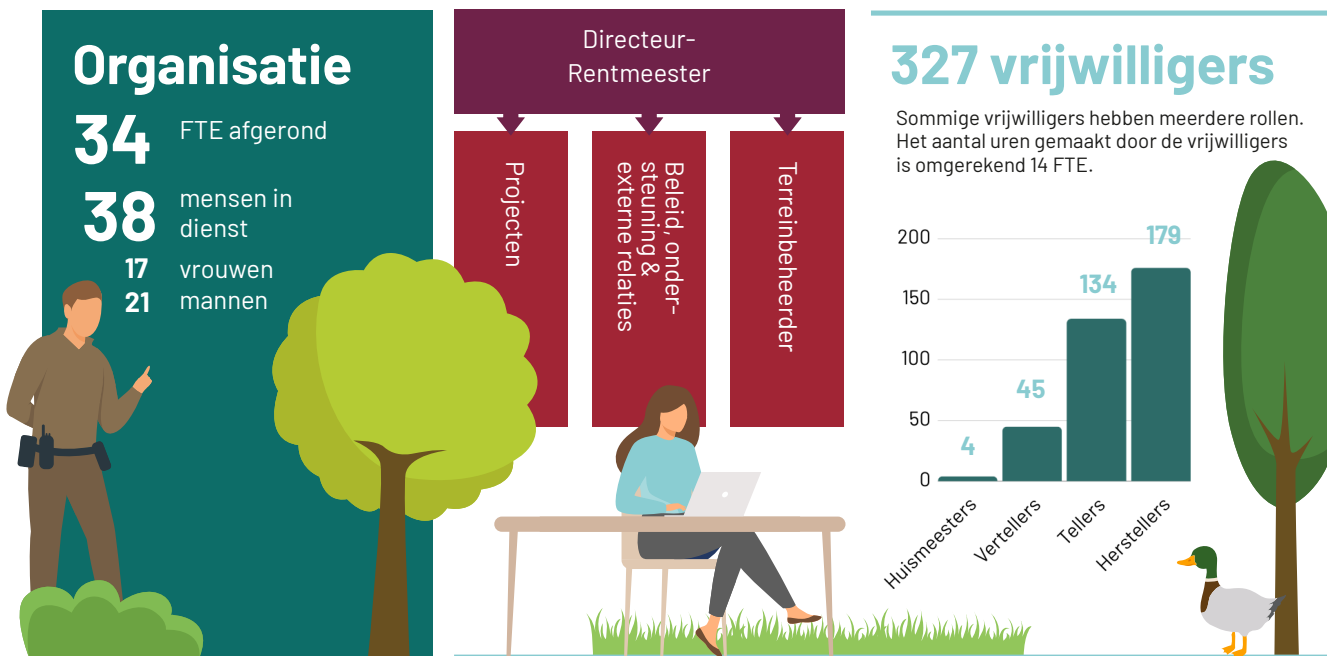 Organisatie
34 FTE afgerond
38 mensen in
dienst
17 vrouwen
21 mannen
Directeur-
Rentmeester
Projecten
Beleid, onder-
steuning &
externe relaties
Terreinbeheerder
327 vrijwilligers
Sommige vrijwilligers hebben meerdere rollen.
Het aantal uren gemaakt door de vrijwilligers
is omgerekend 14 FTE.
200
150
100
50
0
4
45
134
179
Huismeesters
Vertellers
Tellers
Herstellers